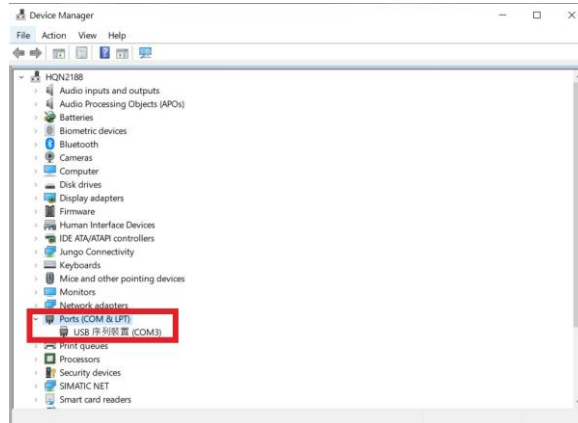 Device Manager
File Action View Help
HQN2188
Audio inputs and outputs
Audio Processing Objects (APOs)
Batteries
Biometric devices
Bluetooth
Cameras
Computer
Disk drives
Display adapters
Firmware
Human Interface Devices
IDE ATA/ATAPI controllers
Jungo Connectivity
Keyboards
Mice and other pointing devices
Monitors
Network adapters
Ports (COM & LPT)
USB 序列裝置 (COM3)
Print queues
Processors
Security devices
SIMATIC NET
Smart card readers